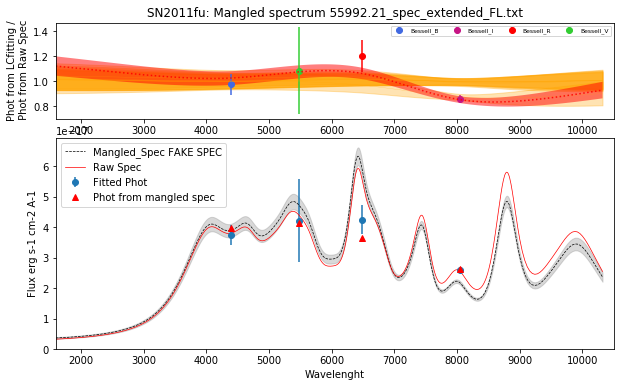 SN2011fu: Mangled spectrum 55992.21_spec_extended_FL.txt
Phot from LCfitting /
Phot from Raw Spec
1.4
1.2
1.0
0.8
Bessell_B
Bessell_I
Bessell_R
Bessell_V
2000 3000 4000 5000 6000 7000 8000 9000 10000
Flux erg s-1 cm-2 A-1
6
5
4
3
2
1
0
Mangled_Spec FAKE SPEC
Raw Spec
Fitted Phot
Phot from mangled spec
2000 3000 4000 5000 6000 7000 8000 9000 10000
Wavelenght